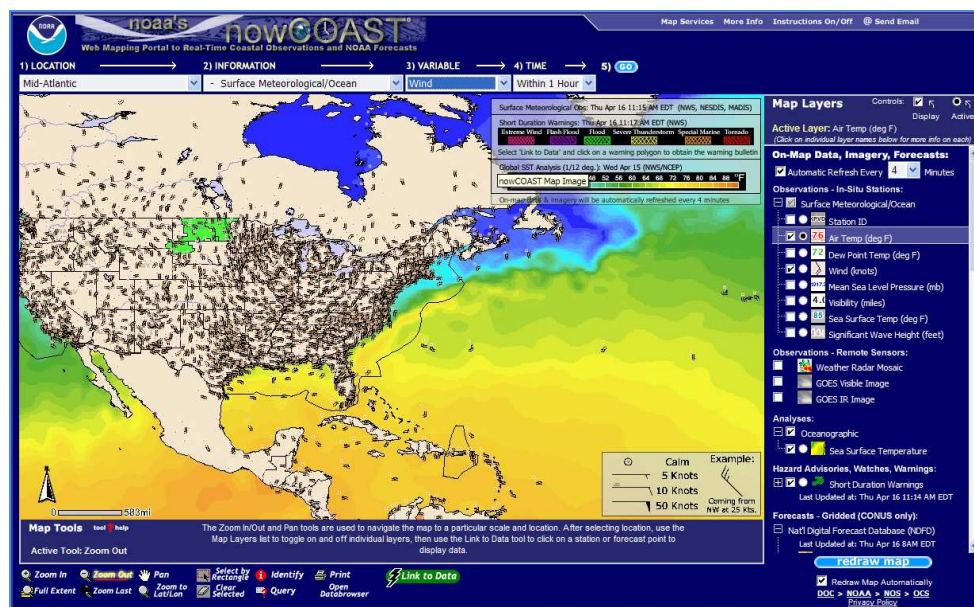 NOAA
noaa's nowCOAST
Web Mapping Portal to Real-Time Coastal Observations and NOAA Forecasts
Map Services More Info Instructions On/Off @ Send Email
1) LOCATION 2) INFORMATION 3) VARIABLE 4) TIME 5) GO
Mid-Atlantic - Surface Meteorological/Ocean Wind Within 1 Hour
Surface Meteorological Obs: Thu Apr 16 11:15 AM EDT (NWS, NESDIS, MADIS)
Short Duration Warnings: Thu Apr 16 11:17 AM EDT (NWS)
Extreme Wind Flash Flood Flood Severe Thunderstorm Special Marine Tornado
Select 'Link to Data' and click on a warning polygon to obtain the warning bulletin
Global SST Analysis (1/12 deg.): Wed Apr 15 (NWS/NCEP)
nowCOAST Map Image
48 52 56 60 64 68 72 76 80 84 88 °F
On-map data & imagery will be automatically refreshed every 4 minutes
Map Layers Controls: Display Active
Active Layer: Air Temp (deg F)
(Click on individual layer names below for more info on each)
On-Map Data, Imagery, Forecasts:
Automatic Refresh Every 4 Minutes
Observations - In-Situ Stations:
Surface Meteorological/Ocean
Station ID
76 Air Temp (deg F)
72 Dew Point Temp (deg F)
Wind (knots)
Mean Sea Level Pressure (mb)
4.0 Visibility (miles)
85 Sea Surface Temp (deg F)
Significant Wave Height (feet)
Observations - Remote Sensors:
Weather Radar Mosaic
GOES Visible Image
GOES IR Image
Analyses:
Oceanographic
Sea Surface Temperature
Hazard Advisories, Watches, Warnings:
Short Duration Warnings
Last Updated at: Thu Apr 16 11:14 AM EDT
Forecasts - Gridded (CONUS only):
Nat'l Digital Forecast Database (NDFD)
Last Updated at: Thu Apr 16 8AM EDT
redraw map
Redraw Map Automatically
DOC > NOAA > NOS > OCS
Privacy Policy
Calm
5 Knots
10 Knots
50 Knots
Example:
Coming from
NW at 25 Kts.
N
0 583mi
Map Tools tool ? help
The Zoom In/Out and Pan tools are used to navigate the map to a particular scale and location. After selecting location, use the
Map Layers list to toggle on and off individual layers, then use the Link to Data tool to click on a station or forecast point to
display data.
Active Tool: Zoom Out
Zoom In Zoom Out Pan Select by Rectangle Identify Print Link to Data
Full Extent Zoom Last Zoom to Lat/Lon Clear Selected Query Open Databrowser